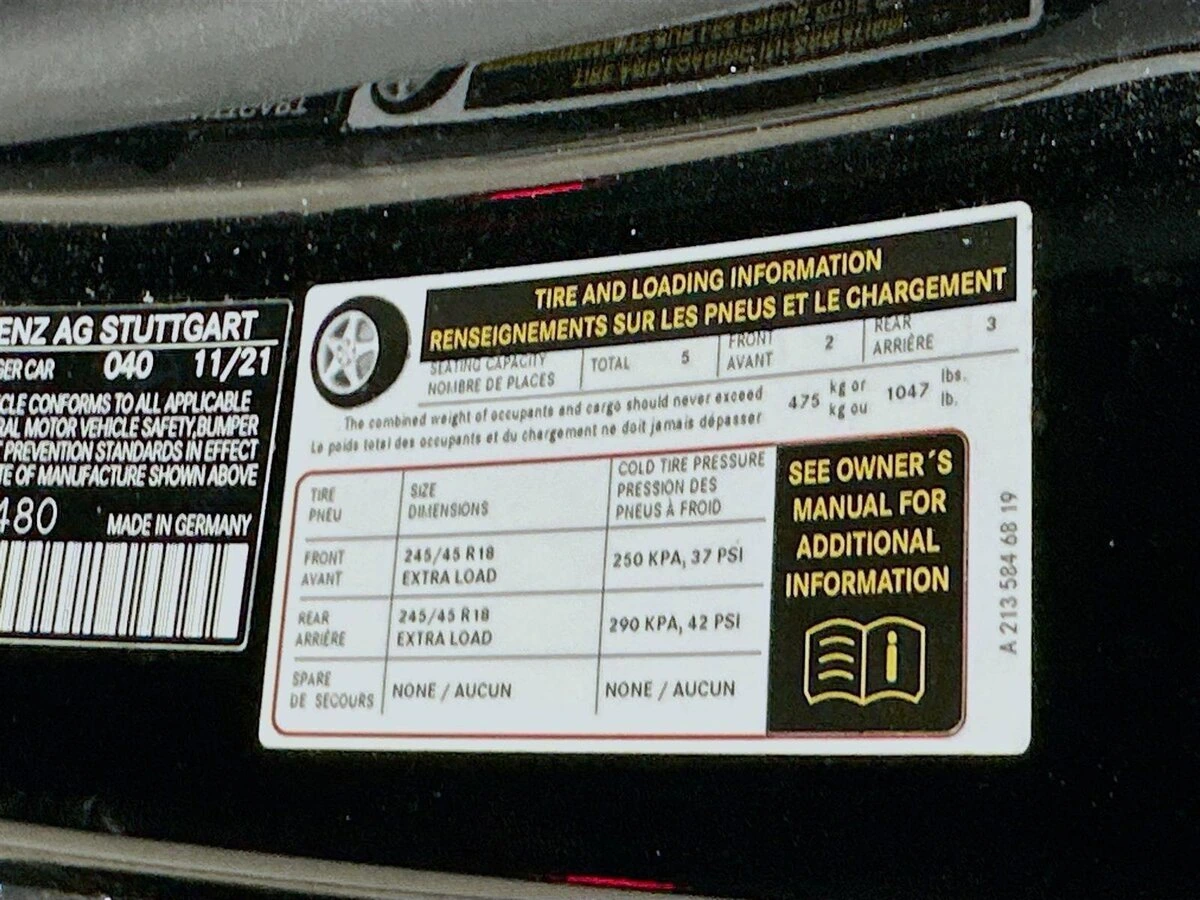 ENZ AG STUTTGART
GER CAR 040 11/21
CLE CONFORMS TO ALL APPLICABLE
RAL MOTOR VEHICLE SAFETY, BUMPER
PREVENTION STANDARDS IN EFFECT
TE OF MANUFACTURE SHOWN ABOVE
480 MADE IN GERMANY
TIRE AND LOADING INFORMATION
RENSEIGNEMENTS SUR LES PNEUS ET LE CHARGEMENT
SEATING CAPACITY
NOMBRE DE PLACES
TOTAL 5
FRONT
AVANT
2
REAR
ARRIÈRE
3
The combined weight of occupants and cargo should never exceed
Le poids total des occupants et du chargement ne doit jamais dépasser
475 kg or 1047 lbs.
kg ou lb.
TIRE
PNEU
SIZE
DIMENSIONS
COLD TIRE PRESSURE
PRESSION DES
PNEUS À FROID
FRONT
AVANT
245/45 R18
EXTRA LOAD
250 KPA, 37 PSI
REAR
ARRIÈRE
245/45 R18
EXTRA LOAD
290 KPA, 42 PSI
SPARE
DE SECOURS
NONE / AUCUN
NONE / AUCUN
SEE OWNER´S
MANUAL FOR
ADDITIONAL
INFORMATION
A 213 584 68 19